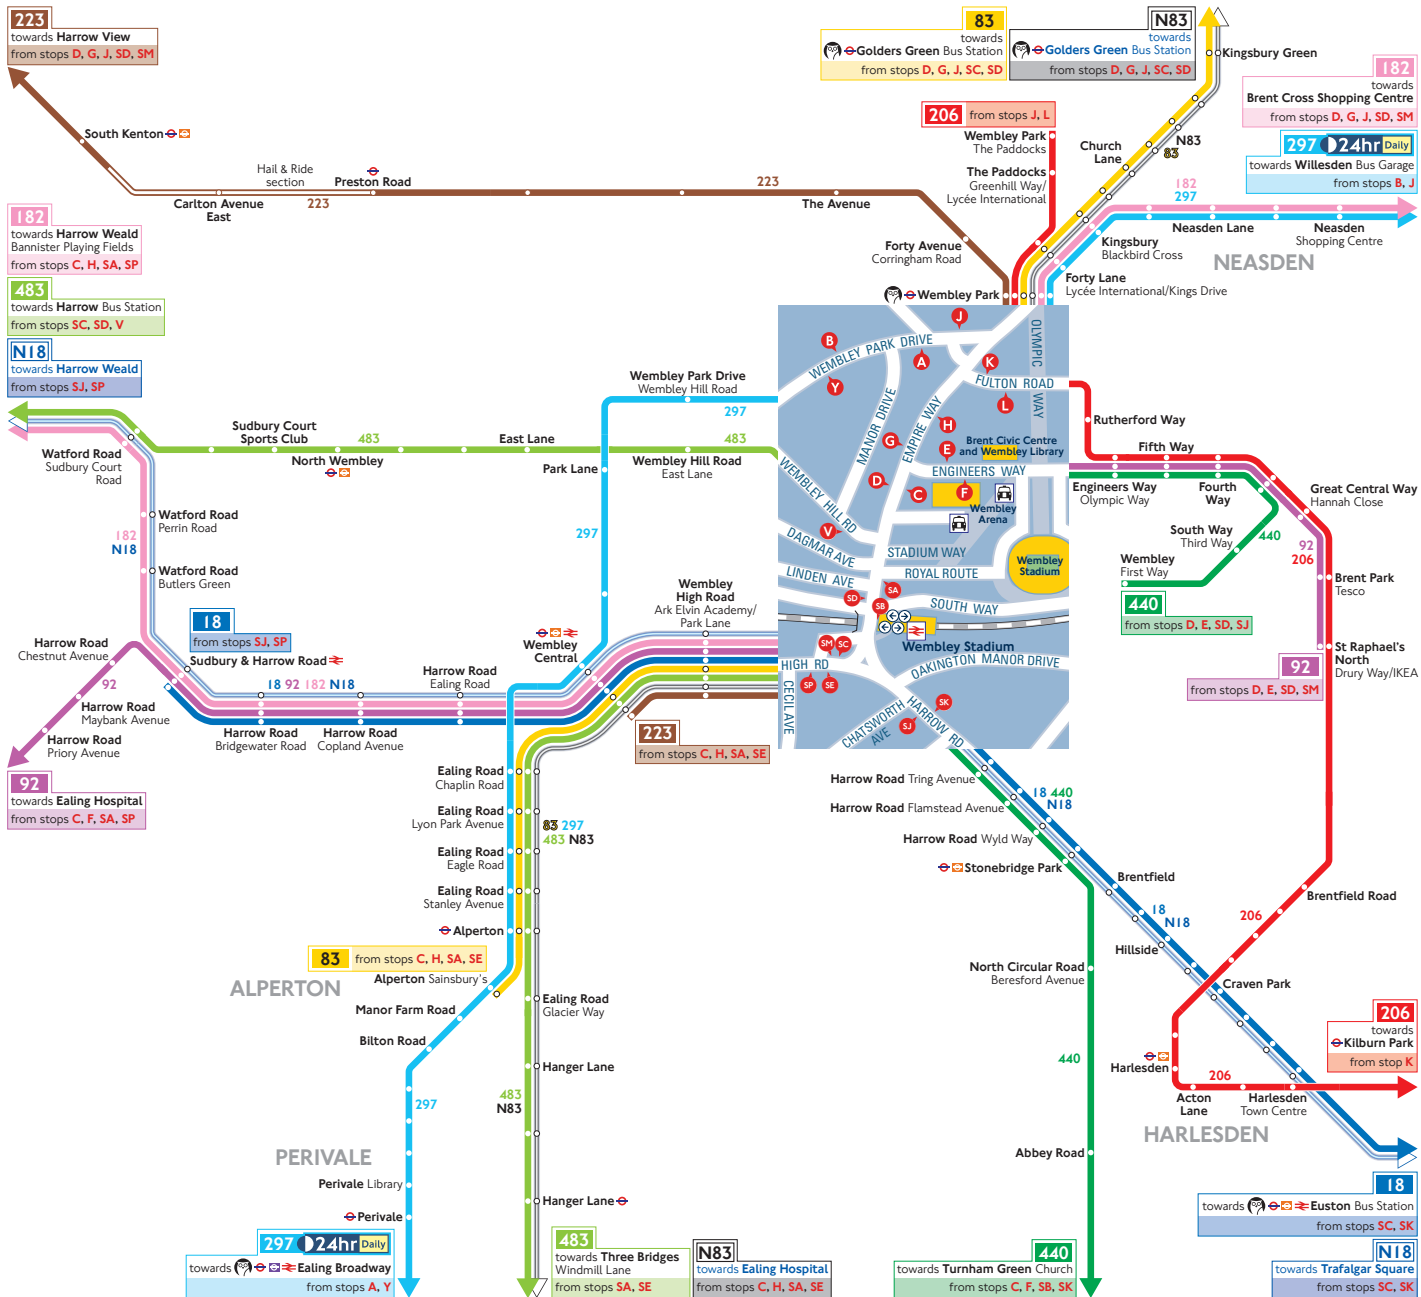 223
towards Harrow View
from stops D, G, J, SD, SM
83
towards
Golders Green Bus Station
from stops D, G, J, SC, SD
N83
towards
Golders Green Bus Station
from stops D, G, J, SC, SD
Kingsbury Green
182
towards
Brent Cross Shopping Centre
from stops D, G, J, SD, SM
297 24hr Daily
towards Willesden Bus Garage
from stops B, J
206 from stops J, L
Wembley Park
The Paddocks
The Paddocks
Greenhill Way/
Lycée International
Church
Lane
N83
83
182
297
South Kenton
Hail & Ride
section
Preston Road
223
Carlton Avenue
East
223
The Avenue
Forty Avenue
Corringham Road
Kingsbury
Blackbird Cross
Neasden Lane
Neasden
Shopping Centre
NEASDEN
Forty Lane
Lycée International/Kings Drive
Wembley Park
182
towards Harrow Weald
Bannister Playing Fields
from stops C, H, SA, SP
483
towards Harrow Bus Station
from stops SC, SD, V
N18
towards Harrow Weald
from stops SJ, SP
Watford Road
Sudbury Court
Road
Sudbury Court
Sports Club
483
North Wembley
East Lane
Wembley Park Drive
Wembley Hill Road
297
483
Park Lane
Wembley Hill Road
East Lane
Watford Road
Perrin Road
182
N18
Watford Road
Butlers Green
297
Wembley
High Road
Ark Elvin Academy/
Park Lane
Wembley
Central
18
from stops SJ, SP
Harrow Road
Chestnut Avenue
Sudbury & Harrow Road
92
18 92 182 N18
Harrow Road
Ealing Road
Harrow Road
Maybank Avenue
Harrow Road
Priory Avenue
Harrow Road
Bridgewater Road
Harrow Road
Copland Avenue
92
towards Ealing Hospital
from stops C, F, SA, SP
223
from stops C, H, SA, SE
J
B
WEMBLEY PARK DRIVE
OLYMPIC
WAY
A
K
Y
FULTON ROAD
L
MANOR DRIVE
EMPIRE WAY
H
G
E
Brent Civic Centre
and Wembley Library
ENGINEERS WAY
WEMBLEY HILL RD
D
C
F
Wembley
Arena
V
DAGMAR AVE
STADIUM WAY
LINDEN AVE
ROYAL ROUTE
Wembley
Stadium
SA
SD
SB
SOUTH WAY
SM
SC
Wembley Stadium
HIGH RD
OAKINGTON MANOR DRIVE
SP
SE
CECIL AVE
SK
CHATSWORTH
AVE
SJ
HARROW RD
Rutherford Way
Fifth Way
Engineers Way
Olympic Way
Fourth
Way
Great Central Way
Hannah Close
South Way
Third Way
440
92
206
Wembley
First Way
440
from stops D, E, SD, SJ
Brent Park
Tesco
St Raphael's
North
Drury Way/IKEA
92
from stops D, E, SD, SM
Ealing Road
Chaplin Road
Ealing Road
Lyon Park Avenue
83 297
483 N83
Ealing Road
Eagle Road
Ealing Road
Stanley Avenue
Alperton
83 from stops C, H, SA, SE
Alperton Sainsbury's
ALPERTON
Manor Farm Road
Bilton Road
Ealing Road
Glacier Way
Hanger Lane
297
483
N83
PERIVALE
Perivale Library
Perivale
Hanger Lane
297 24hr Daily
towards Ealing Broadway
from stops A, Y
483
towards Three Bridges
Windmill Lane
from stops SA, SE
N83
towards Ealing Hospital
from stops C, H, SA, SE
Harrow Road Tring Avenue
18 440
N18
Harrow Road Flamstead Avenue
Harrow Road Wyld Way
Stonebridge Park
Brentfield
18
N18
Hillside
Brentfield Road
206
North Circular Road
Beresford Avenue
Craven Park
440
Harlesden
206
Acton
Lane
Harlesden
Town Centre
HARLESDEN
206
towards
Kilburn Park
from stop K
Abbey Road
440
towards Turnham Green Church
from stops C, F, SB, SK
18
towards Euston Bus Station
from stops SC, SK
N18
towards Trafalgar Square
from stops SC, SK